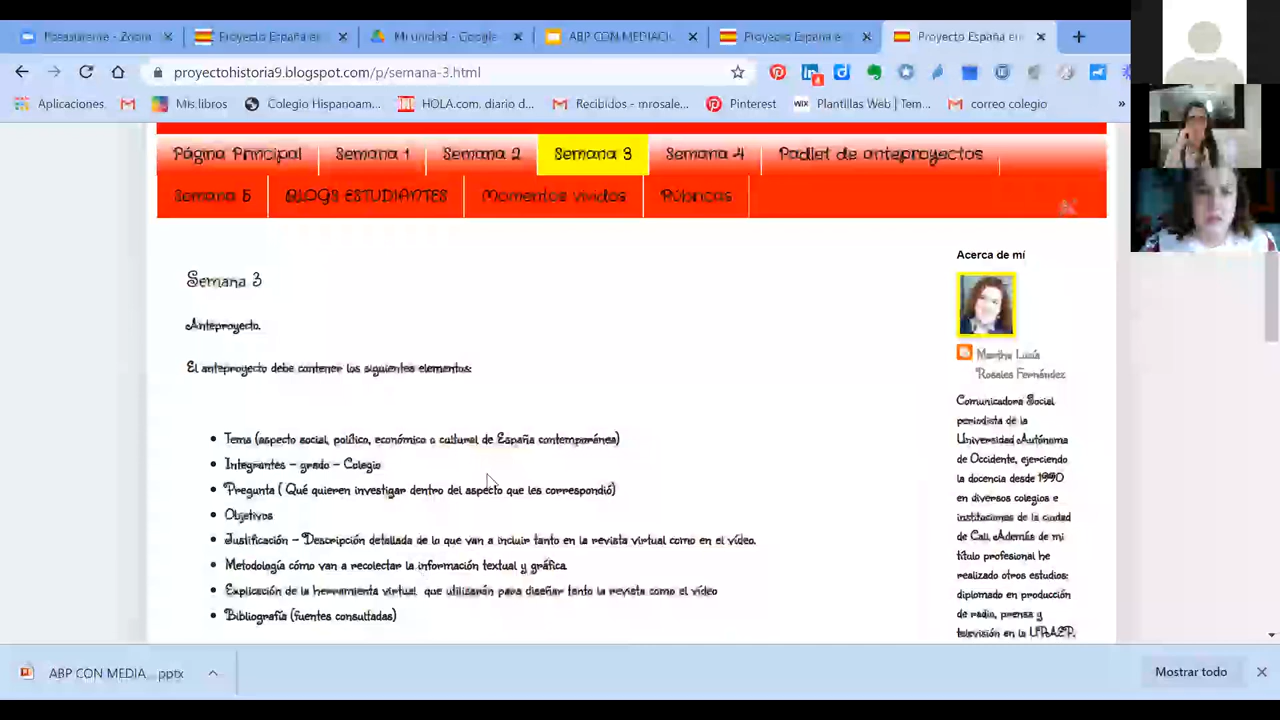 Reassureme - Zoom
Proyecto España en
Mi unidad - Google
ABP CON MEDIACI
Proyecto España e
Proyecto España en
proyectohistoria9.blogspot.com/p/semana-3.html
Aplicaciones
Mis libros
Colegio Hispanoam...
HOLA.com, diario d...
Recibidos - mrosale...
Pinterest
Plantillas Web | Tem...
correo colegio
»
Página Principal
Semana 1
Semana 2
Semana 3
Semana 4
Padlet de anteproyectos
Semana 5
BLOGS ESTUDIANTES
Momentos vividos
Rúbricas
Semana 3
Anteproyecto.
El anteproyecto debe contener los siguientes elementos:
Tema (aspecto social, político, económico o cultural de España contemporánea)
Integrantes - grado - Colegio
Pregunta ( Qué quieren investigar dentro del aspecto que les correspondió)
Objetivos
Justificación - Descripción detallada de lo que van a incluir tanto en la revista virtual como en el vídeo.
Metodología cómo van a recolectar la información textual y gráfica.
Explicación de la herramienta virtual que utilizarán para diseñar tanto la revista como el vídeo
Bibliografía (fuentes consultadas)
Acerca de mí
Martha Lucía
Rosales Fernández
Comunicadora Social
periodista de la
Universidad Autónoma
de Occidente, ejerciendo
la docencia desde 1990
en diversos colegios e
instituciones de la ciudad
de Cali. Además de mi
título profesional he
realizado otros estudios:
diplomado en producción
de radio, prensa y
televisión en la
ABP CON MEDIA....pptx
Mostrar todo